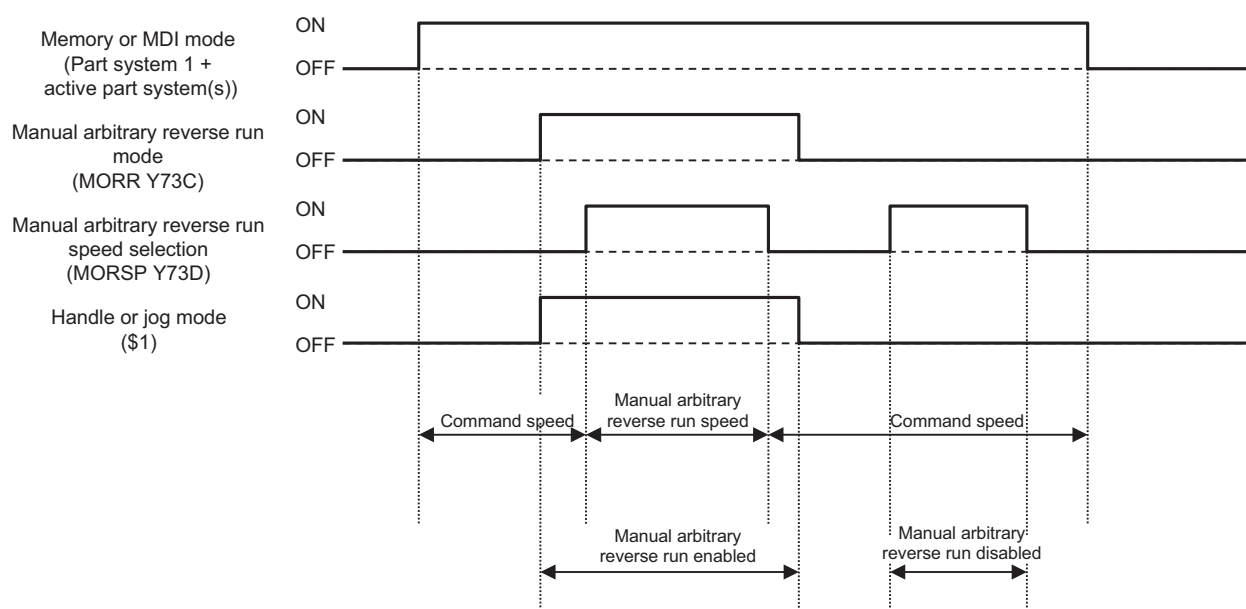 Memory or MDI mode
(Part system 1 +
active part system(s))
ON
OFF
Manual arbitrary reverse run
mode
(MORR Y73C)
ON
OFF
Manual arbitrary reverse run
speed selection
(MORSP Y73D)
ON
OFF
Handle or jog mode
($1)
ON
OFF
Command speed
Manual arbitrary
reverse run speed
Command speed
Manual arbitrary
reverse run enabled
Manual arbitrary
reverse run disabled